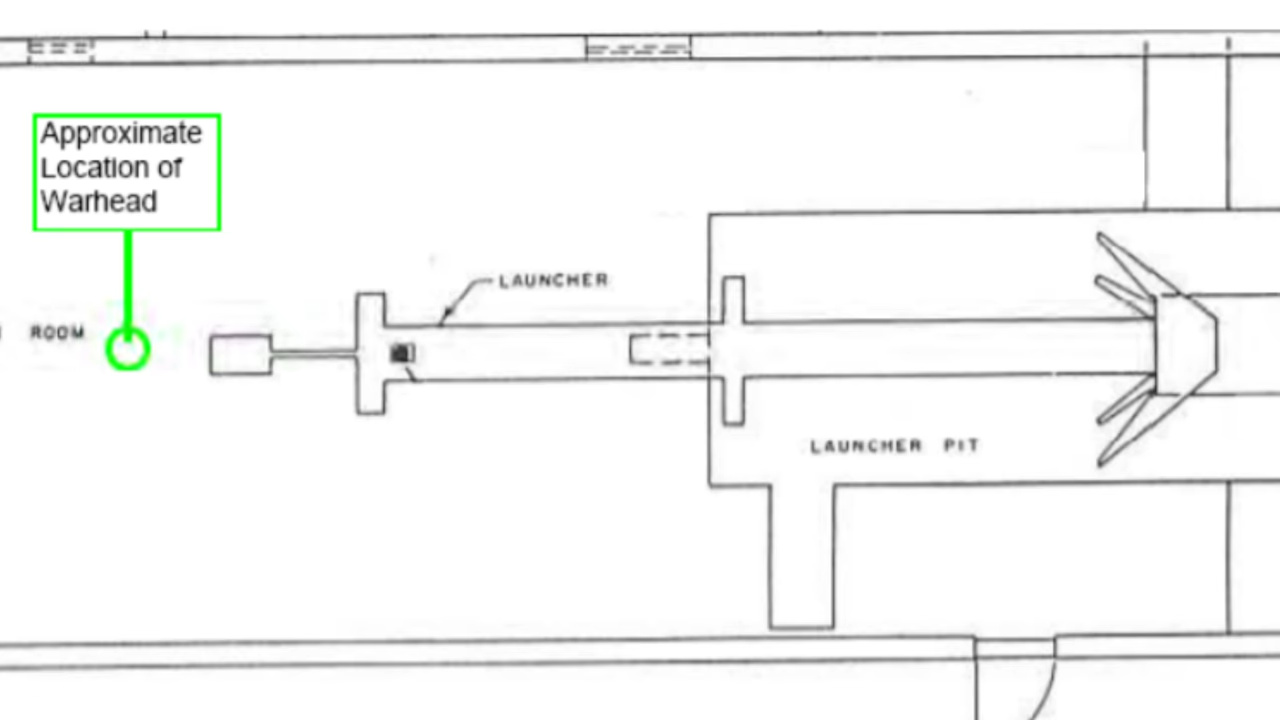 Approximate
Location of
Warhead
LAUNCHER
ROOM
LAUNCHER PIT